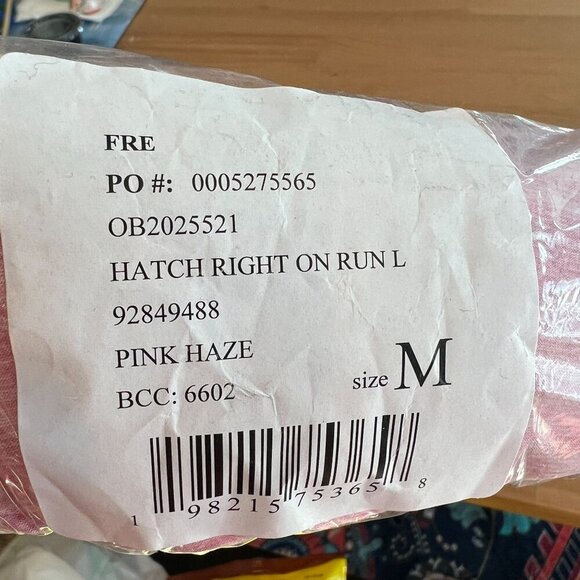 FRE
PO #: 0005275565
OB2025521
HATCH RIGHT ON RUN L
92849488
PINK HAZE
BCC: 6602
size M
1 98215 75365 8